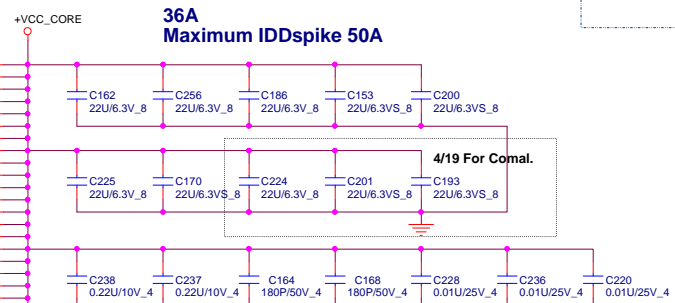 36A
+VCC_CORE
Maximum IDDspike 50A
C162 C256 C186 C153 C200
22U/6.3V_8 22U/6.3V_8 22U/6.3V_8 22U/6.3VS_8 22U/6.3VS_8
4/19 For Comal.
C225 C170 C224 C201 C193
22U/6.3V_8 22U/6.3VS_8 22U/6.3V_8 22U/6.3V_8 22U/6.3VS_8
C238 C237 C164 C168 C228 C236 C220
0.22U/10V_4 0.22U/10V_4 180P/50V_4 180P/50V_4 0.01U/25V_4 0.01U/25V_4 0.01U/25V_4